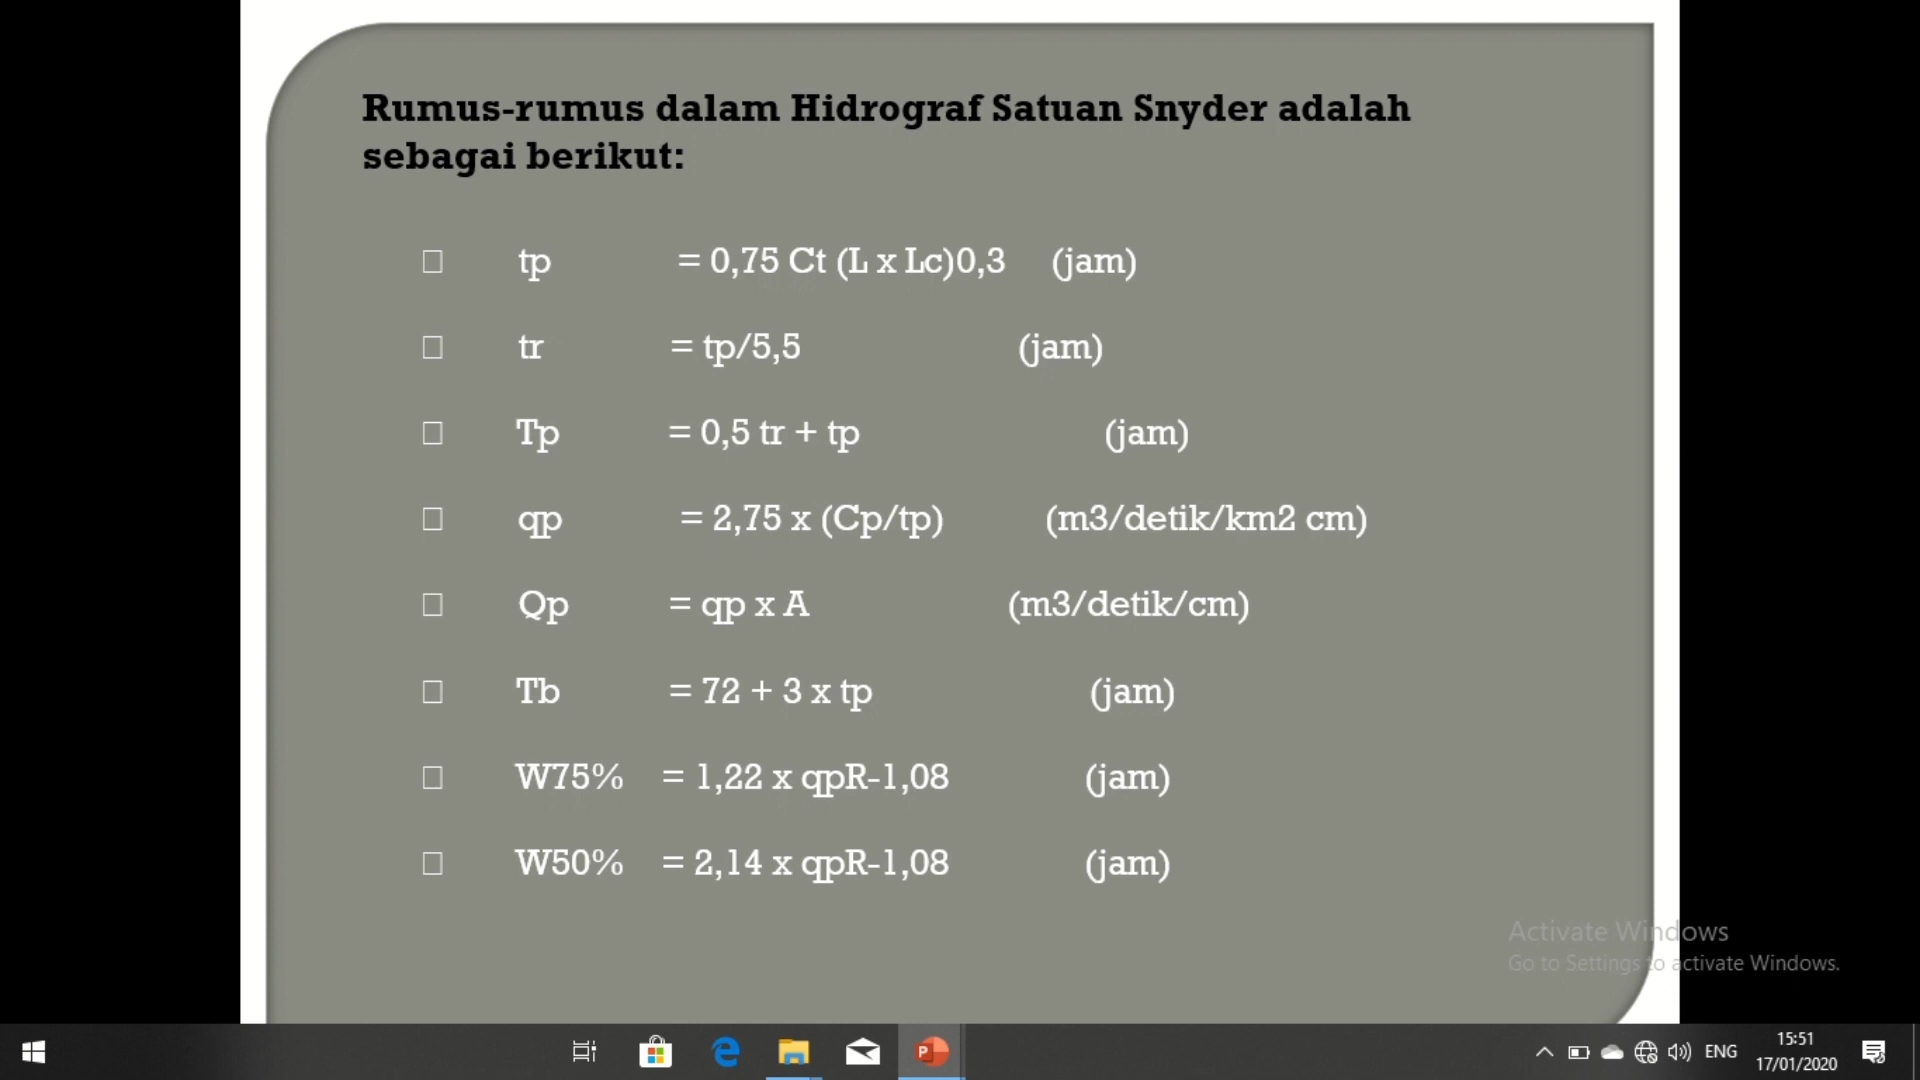 Rumus-rumus dalam Hidrograf Satuan Snyder adalah
sebagai berikut:
tp = 0,75 Ct (L x Lc)0,3 (jam)
tr = tp/5,5 (jam)
Tp = 0,5 tr + tp (jam)
qp = 2,75 x (Cp/tp) (m3/detik/km2 cm)
Qp = qp x A (m3/detik/cm)
Tb = 72 + 3 x tp (jam)
W75% = 1,22 x qpR-1,08 (jam)
W50% = 2,14 x qpR-1,08 (jam)
Activate Windows
Go to Settings to activate Windows.
ENG
15:51
17/01/2020